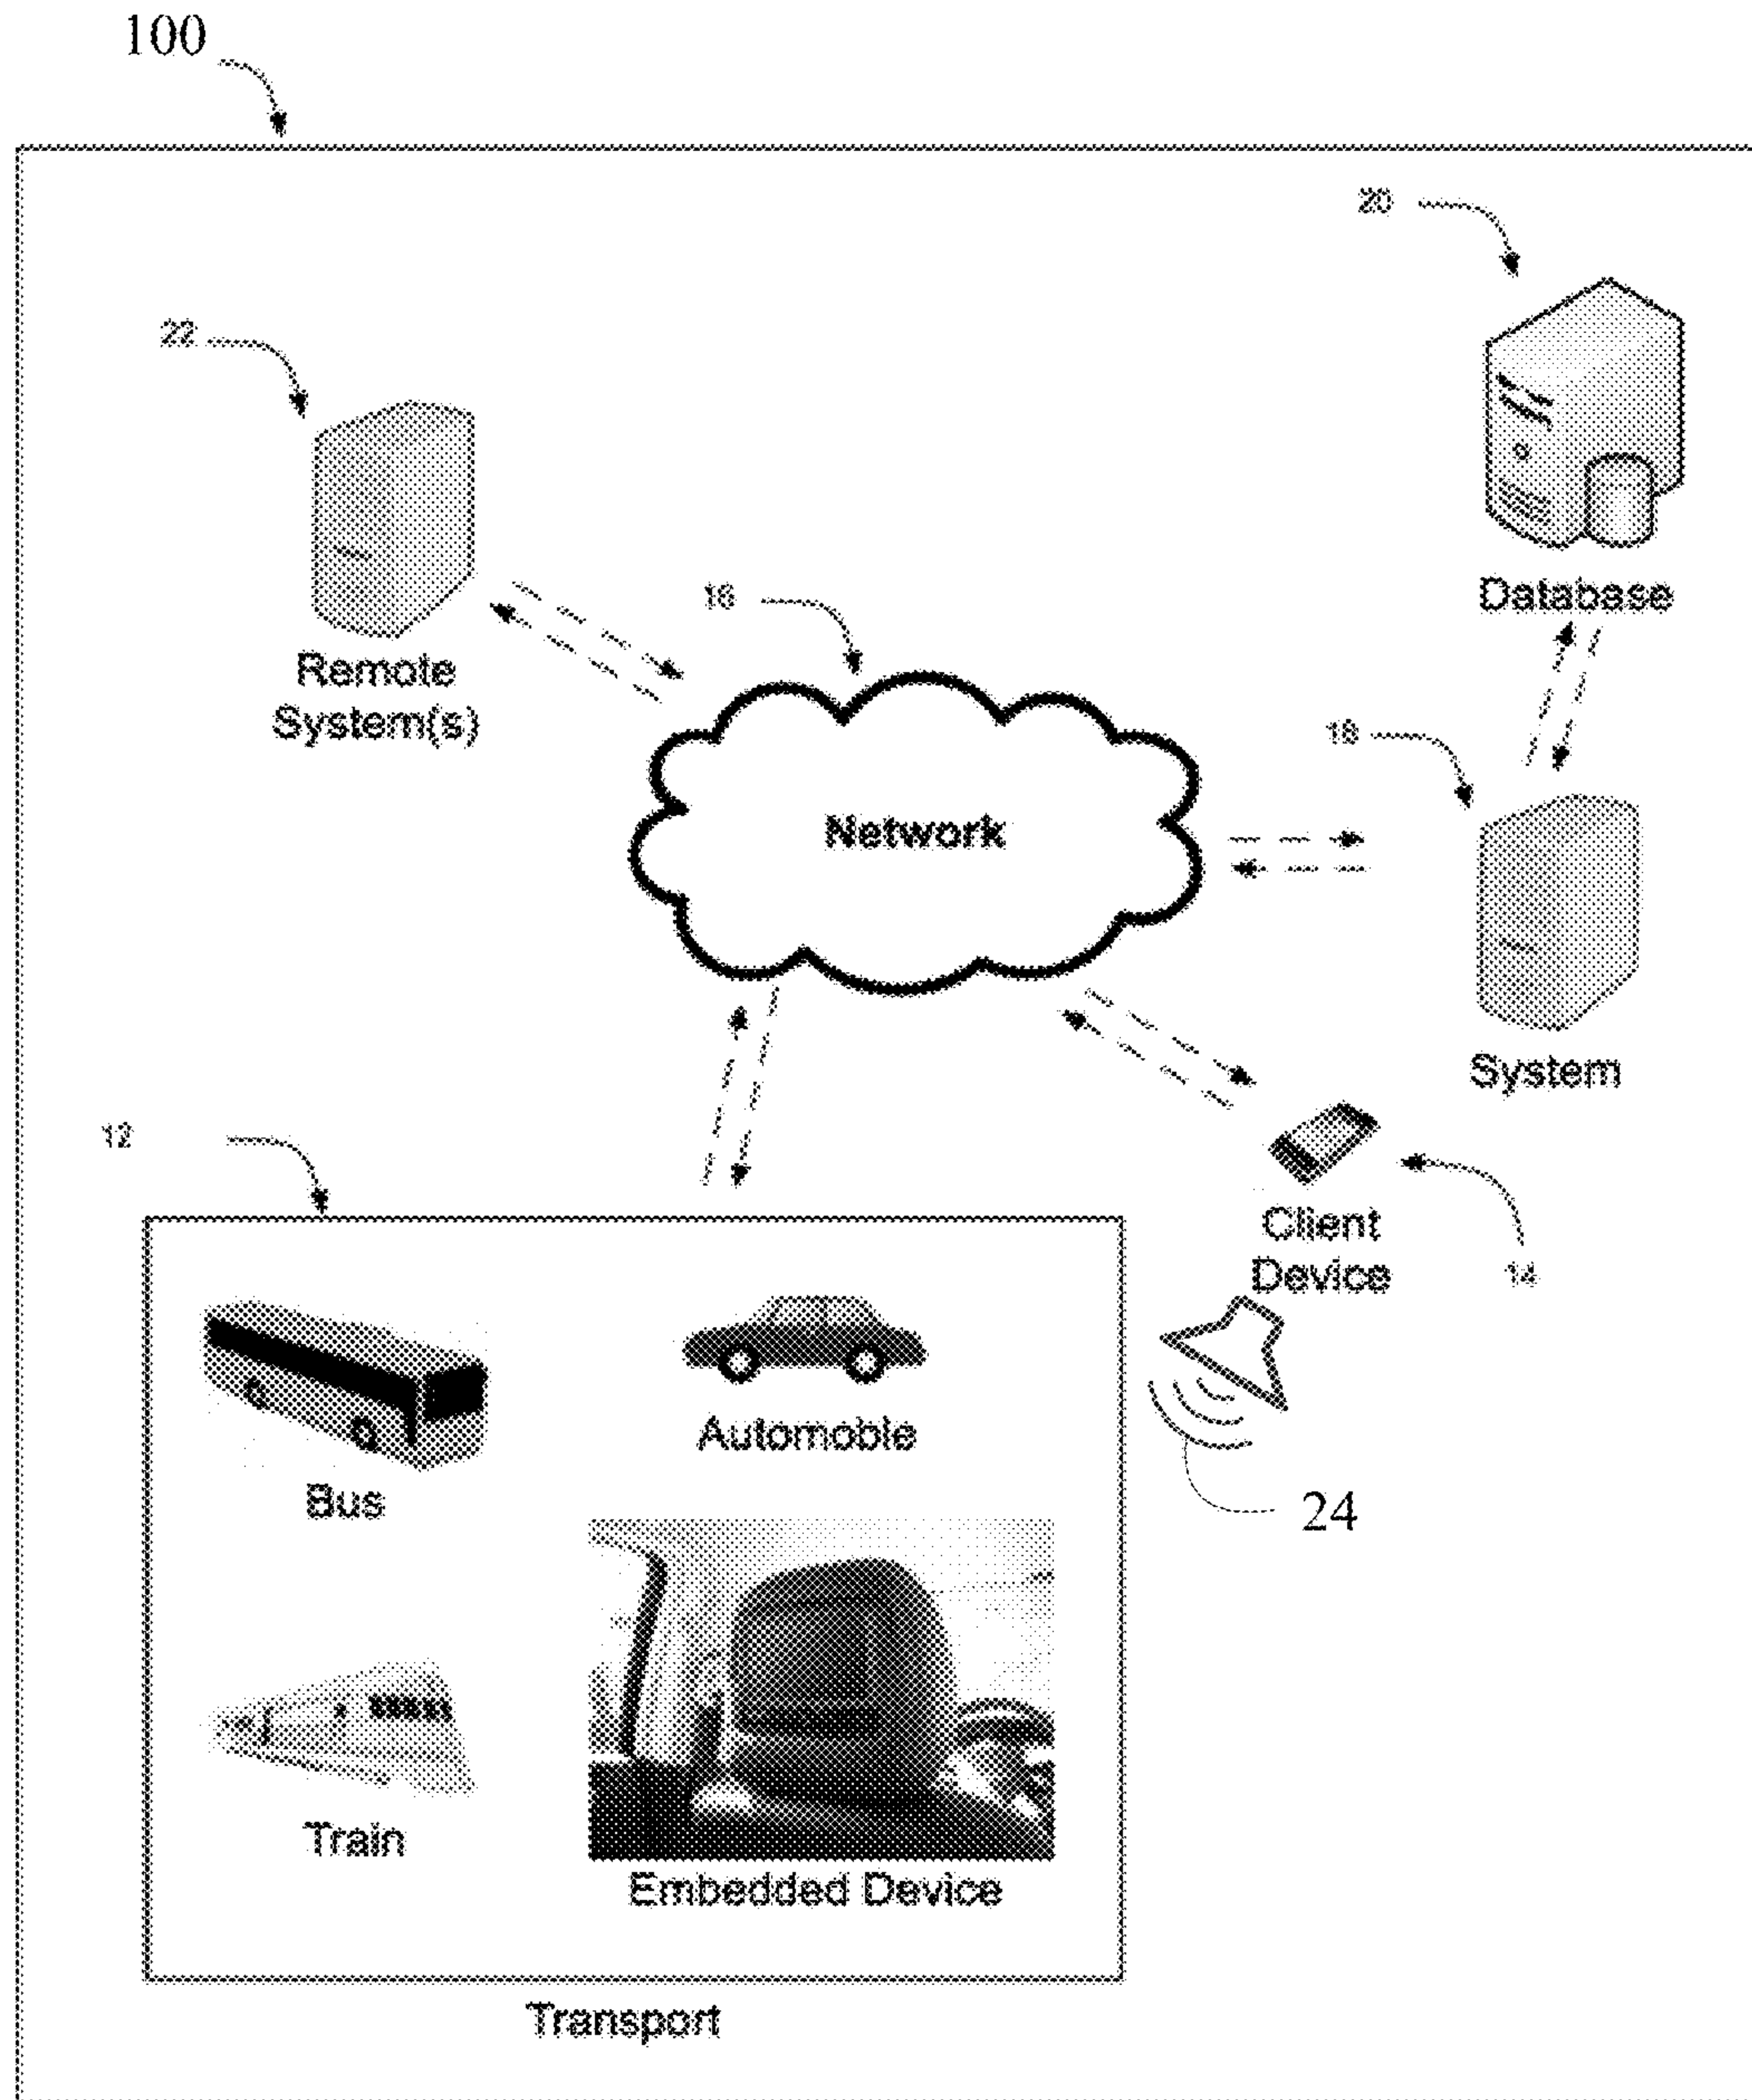 100
20
22
Database
16
Remote
System(s)
18
Network
System
12
Client
Device
14
Automoble
Bus
24
Train
Embedded Device
Transport